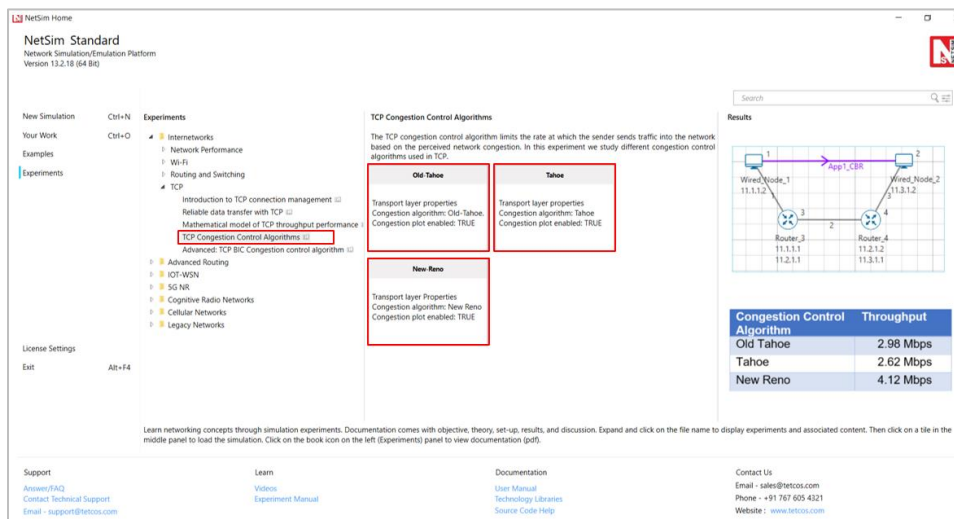 NetSim Home
NetSim Standard
Network Simulation/Emulation Platform
Version 13.2.18 (64 Bit)
Search
New Simulation Ctrl+N
Your Work Ctrl+O
Examples
Experiments
License Settings
Exit Alt+F4
Experiments
Internetworks
Network Performance
Wi-Fi
Routing and Switching
TCP
Introduction to TCP connection management
Reliable data transfer with TCP
Mathematical model of TCP throughput performance
TCP Congestion Control Algorithms
Advanced: TCP BIC Congestion control algorithm
Advanced Routing
IOT-WSN
5G NR
Cognitive Radio Networks
Cellular Networks
Legacy Networks
TCP Congestion Control Algorithms
The TCP congestion control algorithm limits the rate at which the sender sends traffic into the network
based on the perceived network congestion. In this experiment we study different congestion control
algorithms used in TCP.
Old-Tahoe
Transport layer properties
Congestion algorithm: Old-Tahoe.
Congestion plot enabled: TRUE
Tahoe
Transport layer properties
Congestion algorithm: Tahoe
Congestion plot enabled: TRUE
New-Reno
Transport layer Properties
Congestion algorithm: New Reno
Congestion plot enabled: TRUE
Results
1
2
App1_CBR
Wired_Node_1
11.1.1.2
Wired_Node_2
11.3.1.2
1
3
3
4
2
Router_3
11.1.1.1
11.2.1.1
Router_4
11.2.1.2
11.3.1.1
Congestion Control Algorithm Throughput
Old Tahoe 2.98 Mbps
Tahoe 2.62 Mbps
New Reno 4.12 Mbps
Learn networking concepts through simulation experiments. Documentation comes with objective, theory, set-up, results, and discussion. Expand and click on the file name to display experiments and associated content. Then click on a tile in the
middle panel to load the simulation. Click on the book icon on the left (Experiments) panel to view documentation (pdf).
Support
Answer/FAQ
Contact Technical Support
Email - support@tetcos.com
Learn
Videos
Experiment Manual
Documentation
User Manual
Technology Libraries
Source Code Help
Contact Us
Email - sales@tetcos.com
Phone - +91 767 605 4321
Website : www.tetcos.com